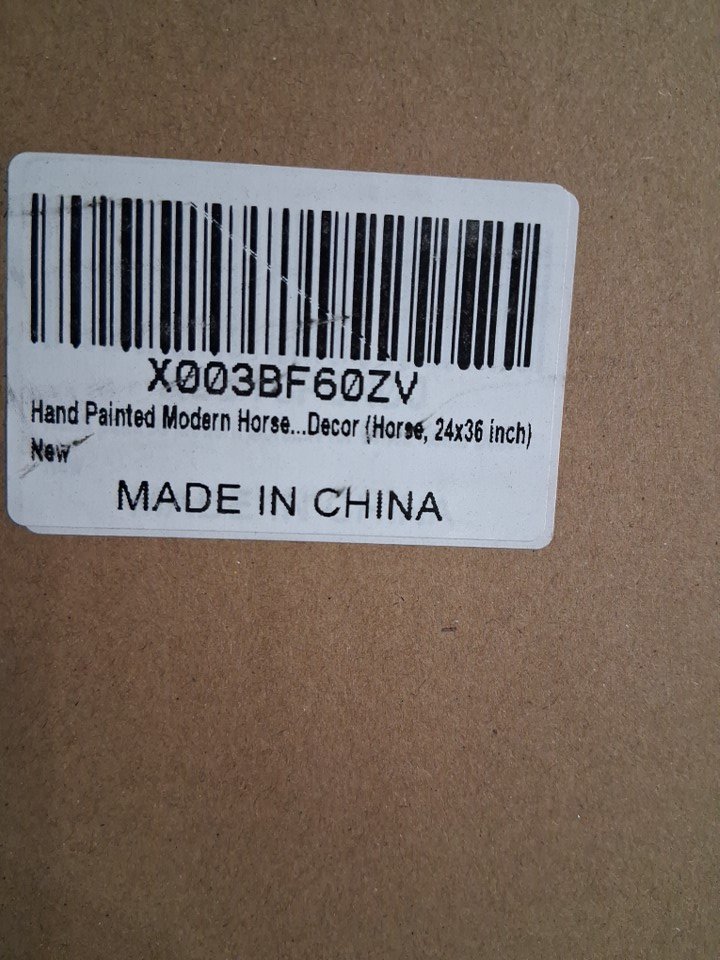 X003BF60ZV
Hand Painted Modern Horse...Decor (Horse, 24x36 inch)
New
MADE IN CHINA